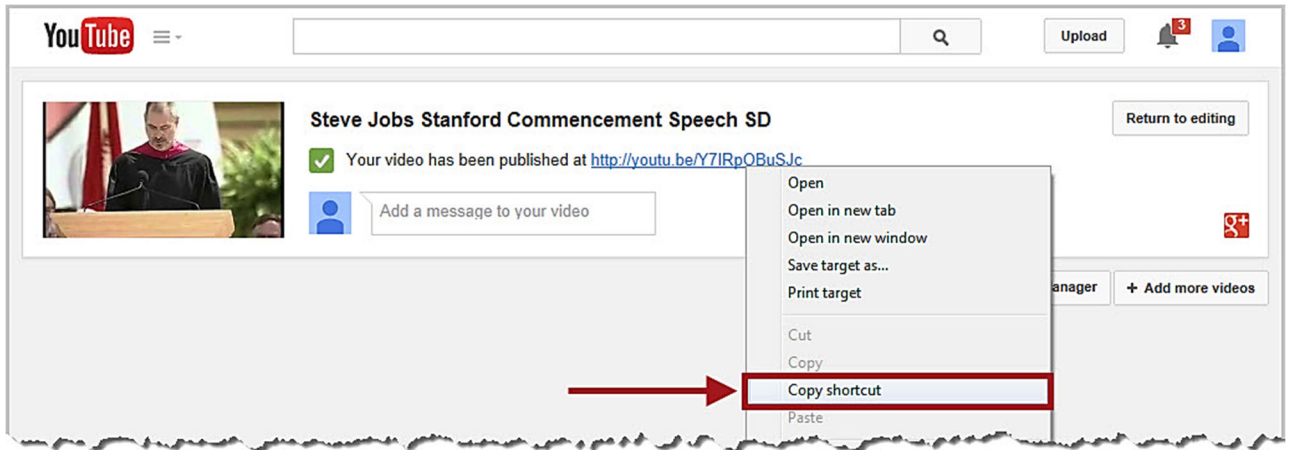 YouTube
Upload
3
Steve Jobs Stanford Commencement Speech SD
Return to editing
Your video has been published at http://youtu.be/Y7IRpOBuSJc
Add a message to your video
g+
Open
Open in new tab
Open in new window
Save target as...
Print target
anager
+ Add more videos
Cut
Copy
Copy shortcut
Paste